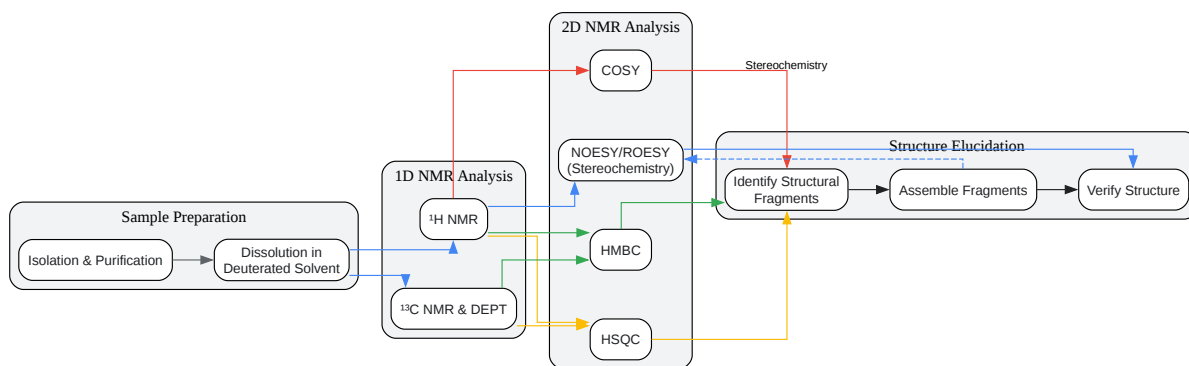 Sample Preparation
Isolation & Purification
Dissolution in
Deuterated Solvent
1D NMR Analysis
¹H NMR
¹³C NMR & DEPT
2D NMR Analysis
COSY
NOESY/ROESY
(Stereochemistry)
HMBC
HSQC
Stereochemistry
Structure Elucidation
Identify Structural
Fragments
Assemble Fragments
Verify Structure